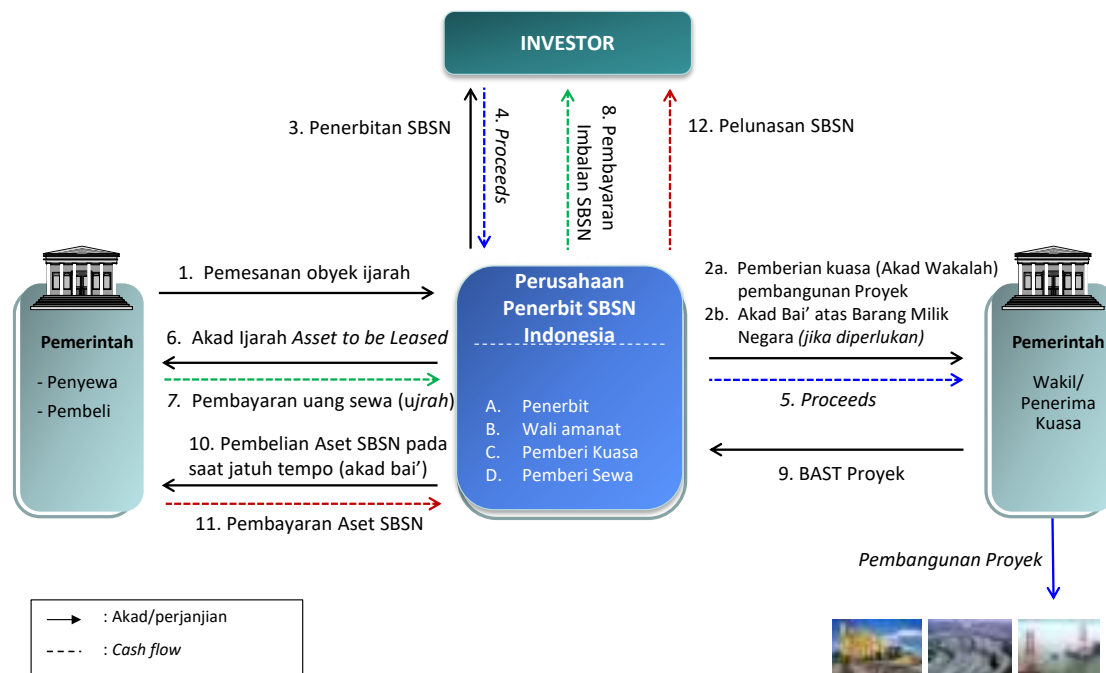 INVESTOR
3. Penerbitan SBSN
4. Proceeds
8. Pembayaran
Imbalan SBSN
12. Pelunasan SBSN
Pemerintah
- Penyewa
- Pembeli
1. Pemesanan obyek ijarah
6. Akad Ijarah Asset to be Leased
7. Pembayaran uang sewa (ujrah)
10. Pembelian Aset SBSN pada
saat jatuh tempo (akad bai’)
11. Pembayaran Aset SBSN
Perusahaan
Penerbit SBSN
Indonesia
A. Penerbit
B. Wali amanat
C. Pemberi Kuasa
D. Pemberi Sewa
2a. Pemberian kuasa (Akad Wakalah)
pembangunan Proyek
2b. Akad Bai’ atas Barang Milik
Negara (jika diperlukan)
5. Proceeds
9. BAST Proyek
Pemerintah
Wakil/
Penerima
Kuasa
Pembangunan Proyek
: Akad/perjanjian
: Cash flow